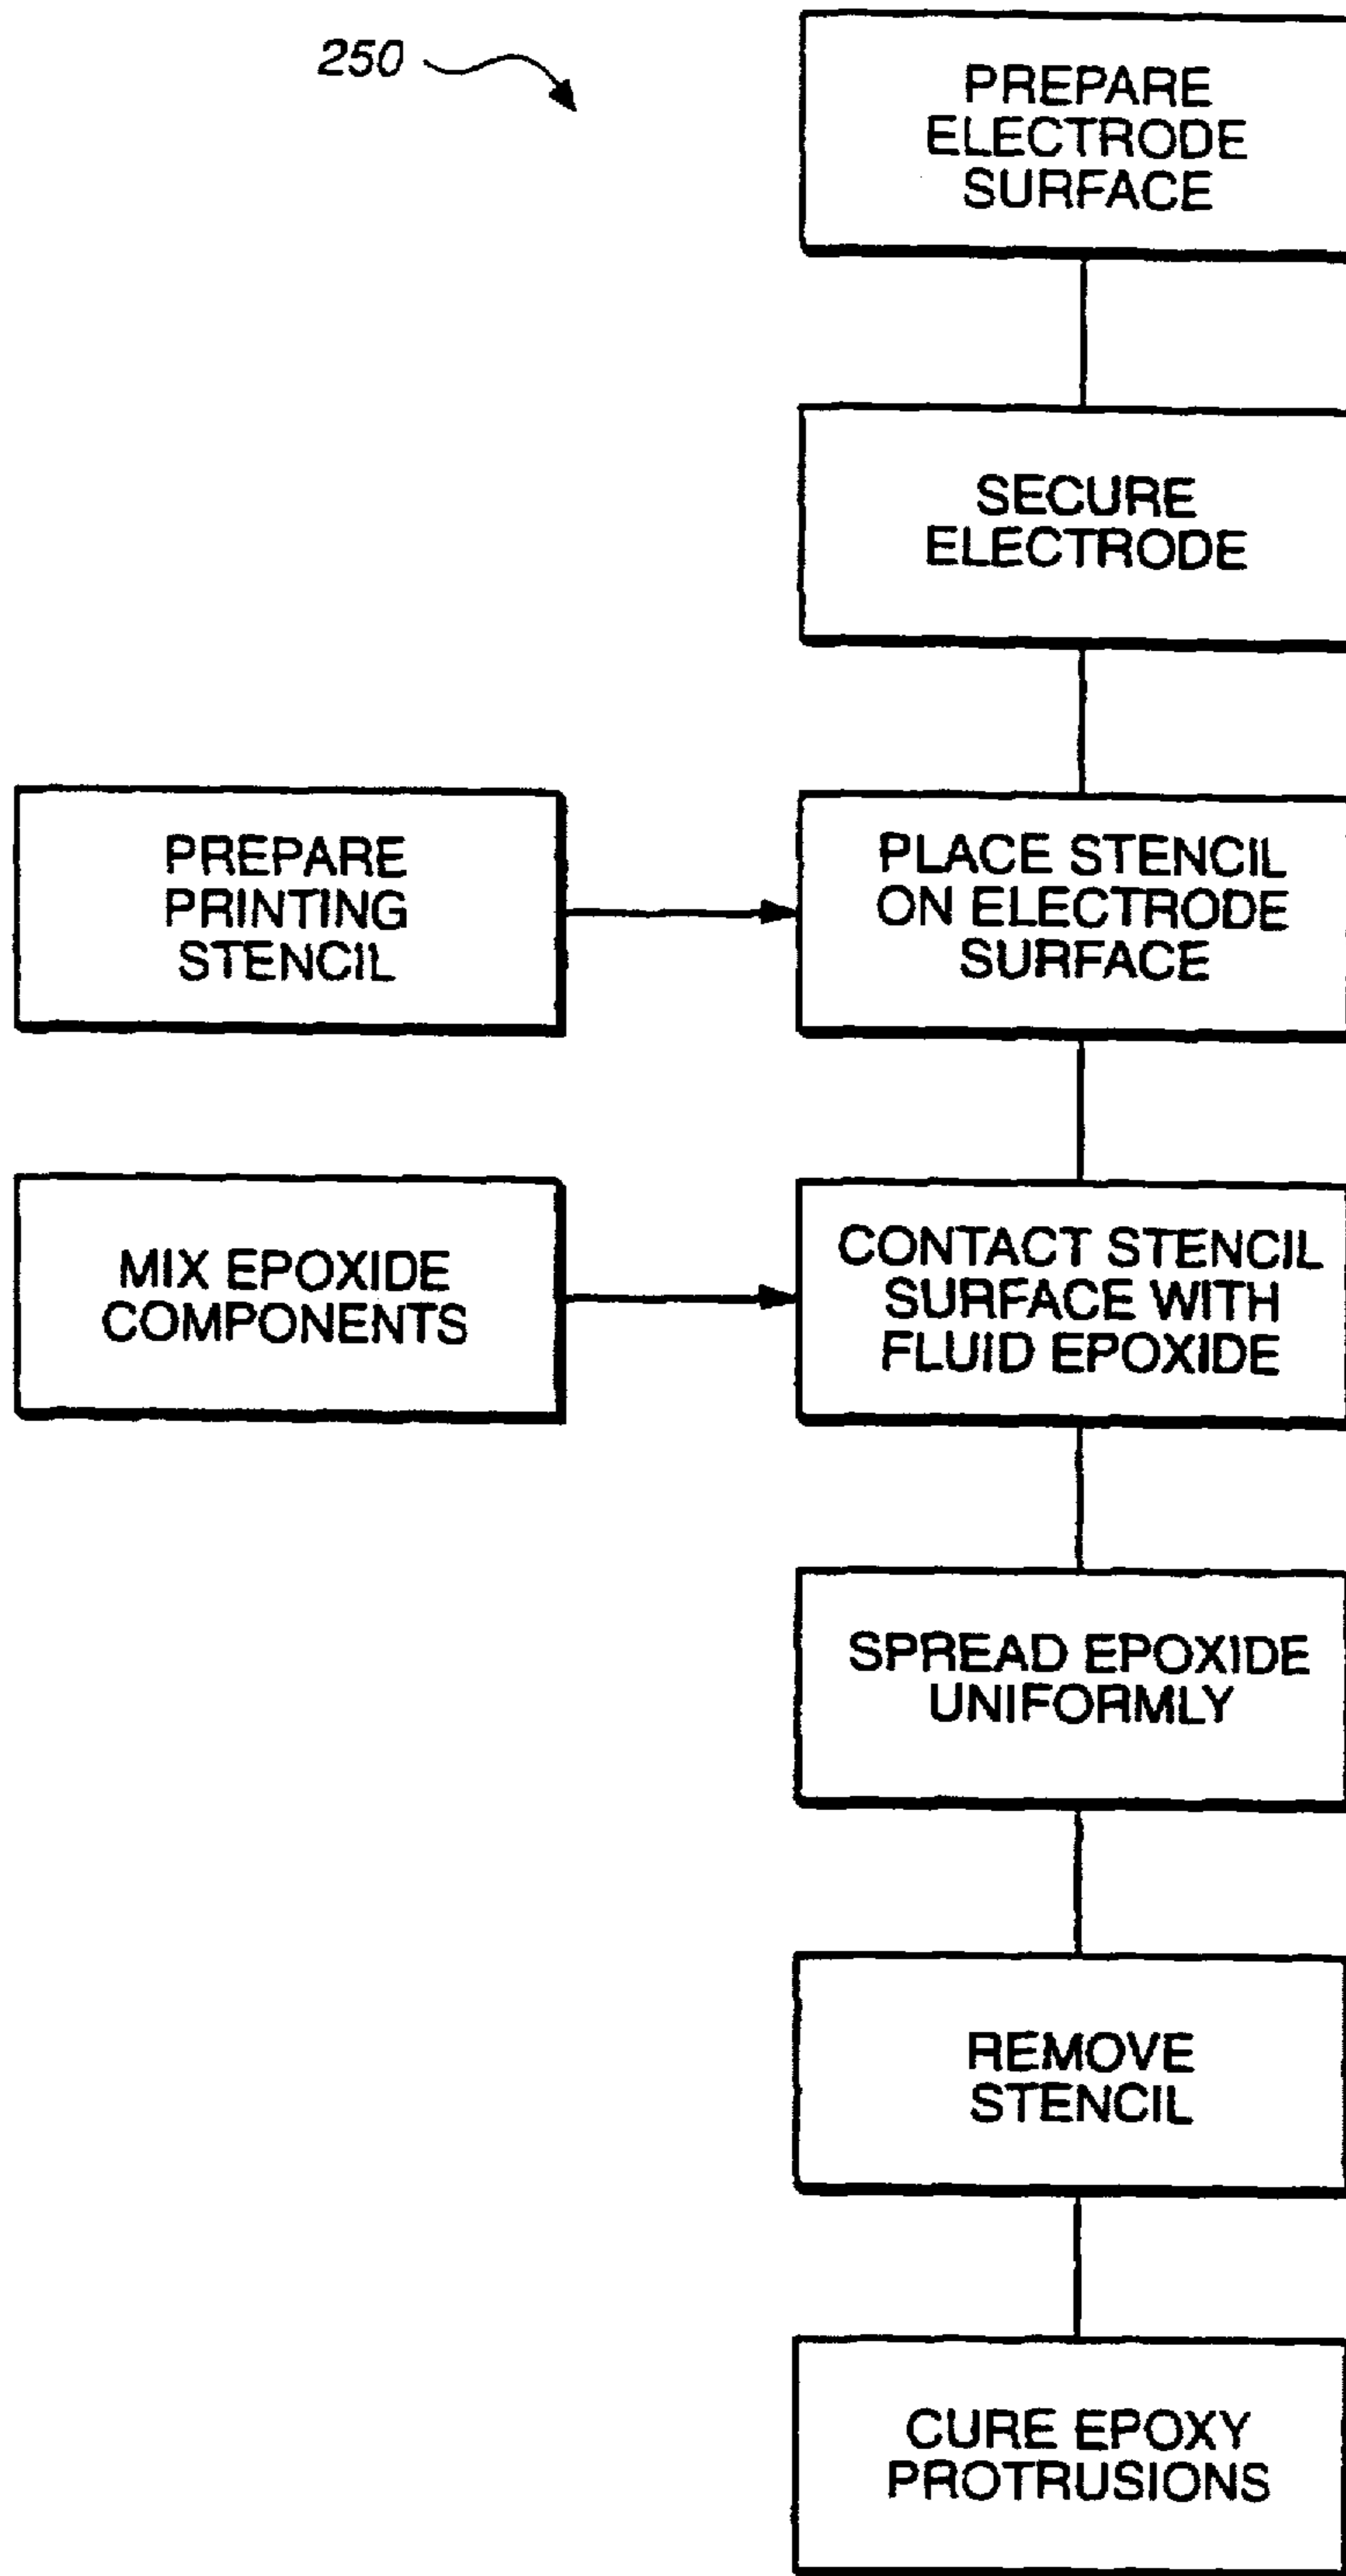 250
PREPARE
ELECTRODE
SURFACE
SECURE
ELECTRODE
PREPARE
PRINTING
STENCIL
PLACE STENCIL
ON ELECTRODE
SURFACE
MIX EPOXIDE
COMPONENTS
CONTACT STENCIL
SURFACE WITH
FLUID EPOXIDE
SPREAD EPOXIDE
UNIFORMLY
REMOVE
STENCIL
CURE EPOXY
PROTRUSIONS